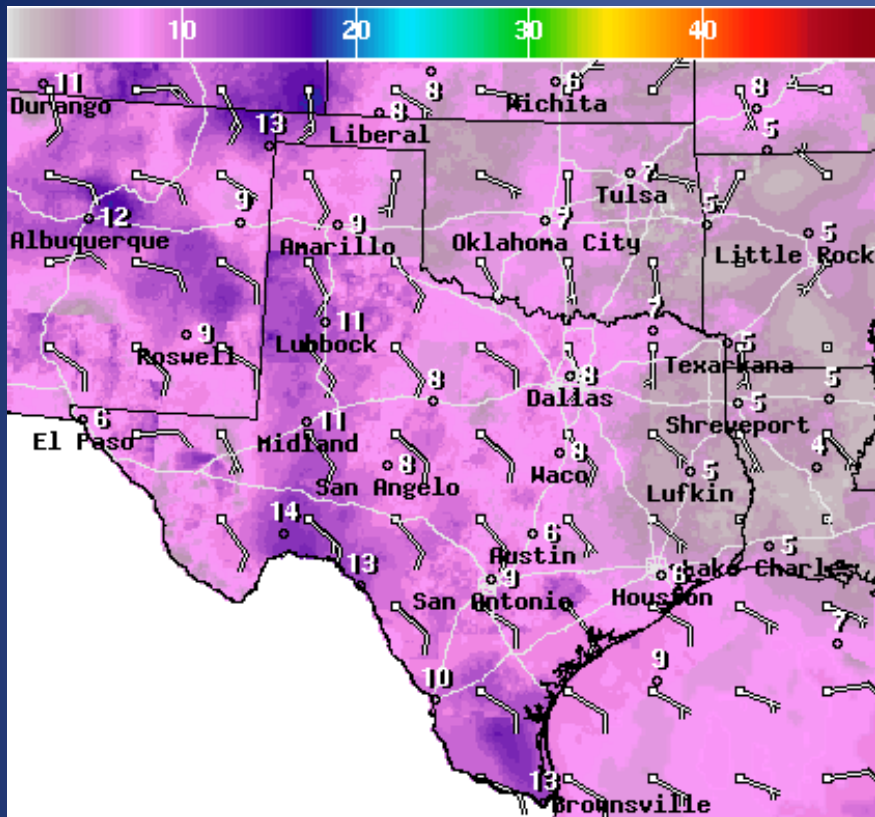 10 20 30 40
11 8 6 8
Durango Wichita
8
13 Liberal 5
7
Tulsa
12 9 9 7 5 5
Albuquerque Amarillo Oklahoma City Little Rock
11 7
9 Lubbock 5
Roswell Texarkana
8 8 5
Dallas
6 11 5
El Paso Midland Shreveport
8 8 5 4
San Angelo Waco Lufkin
14 6 5
Austin Lake Charles
13 9 6
San Antonio Houston
7
10 9
13
Brownsville